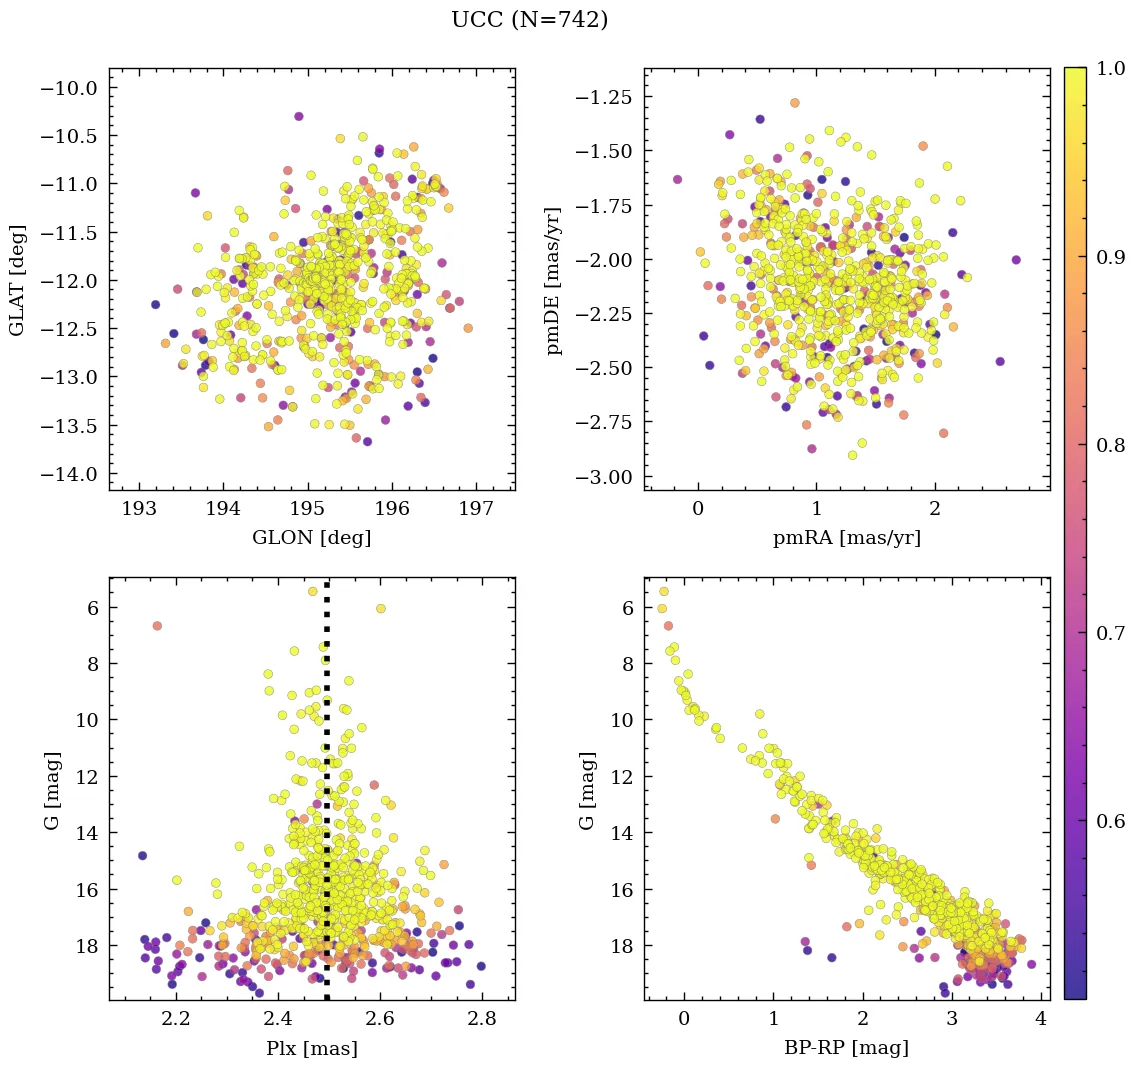 UCC (N=742)
−10.0
−10.5
−11.0
−11.5
−12.0
−12.5
−13.0
−13.5
−14.0
GLAT [deg]
193 194 195 196 197
GLON [deg]
−1.25
−1.50
−1.75
−2.00
−2.25
−2.50
−2.75
−3.00
pmDE [mas/yr]
0 1 2
pmRA [mas/yr]
1.0
0.9
0.8
0.7
0.6
6
8
10
12
14
16
18
G [mag]
2.2 2.4 2.6 2.8
Plx [mas]
6
8
10
12
14
16
18
G [mag]
0 1 2 3 4
BP-RP [mag]